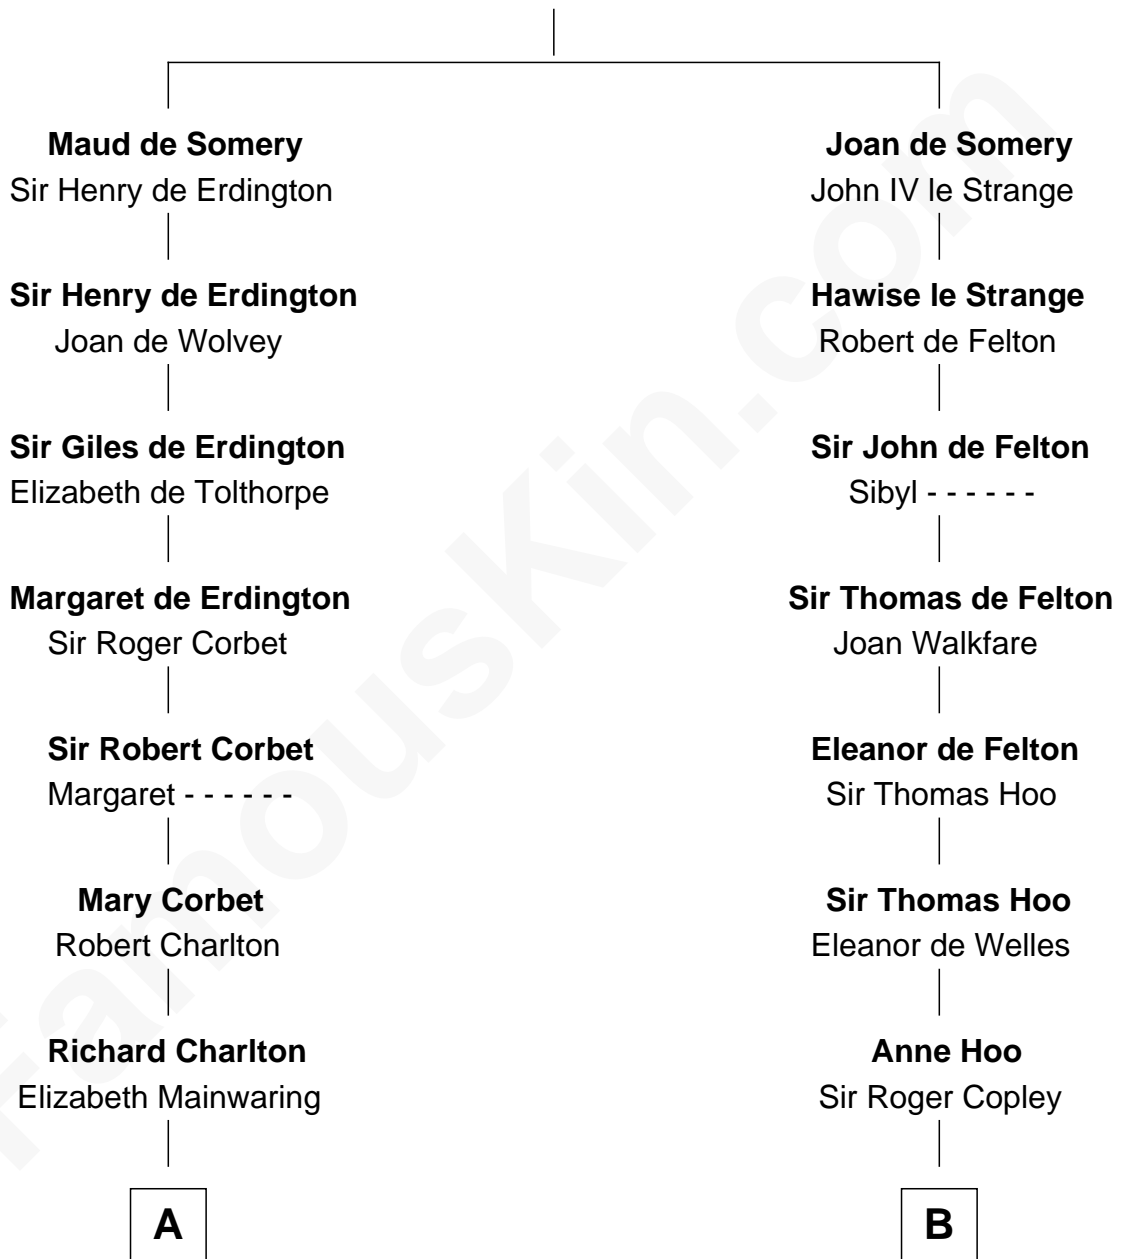 Maud de Somery
Sir Henry de Erdington
Sir Henry de Erdington
Joan de Wolvey
Sir Giles de Erdington
Elizabeth de Tolthorpe
Margaret de Erdington
Sir Roger Corbet
Sir Robert Corbet
Margaret - - - - - -
Mary Corbet
Robert Charlton
Richard Charlton
Elizabeth Mainwaring
A
Joan de Somery
John IV le Strange
Hawise le Strange
Robert de Felton
Sir John de Felton
Sibyl - - - - - -
Sir Thomas de Felton
Joan Walkfare
Eleanor de Felton
Sir Thomas Hoo
Sir Thomas Hoo
Eleanor de Welles
Anne Hoo
Sir Roger Copley
B
FamousKin.com